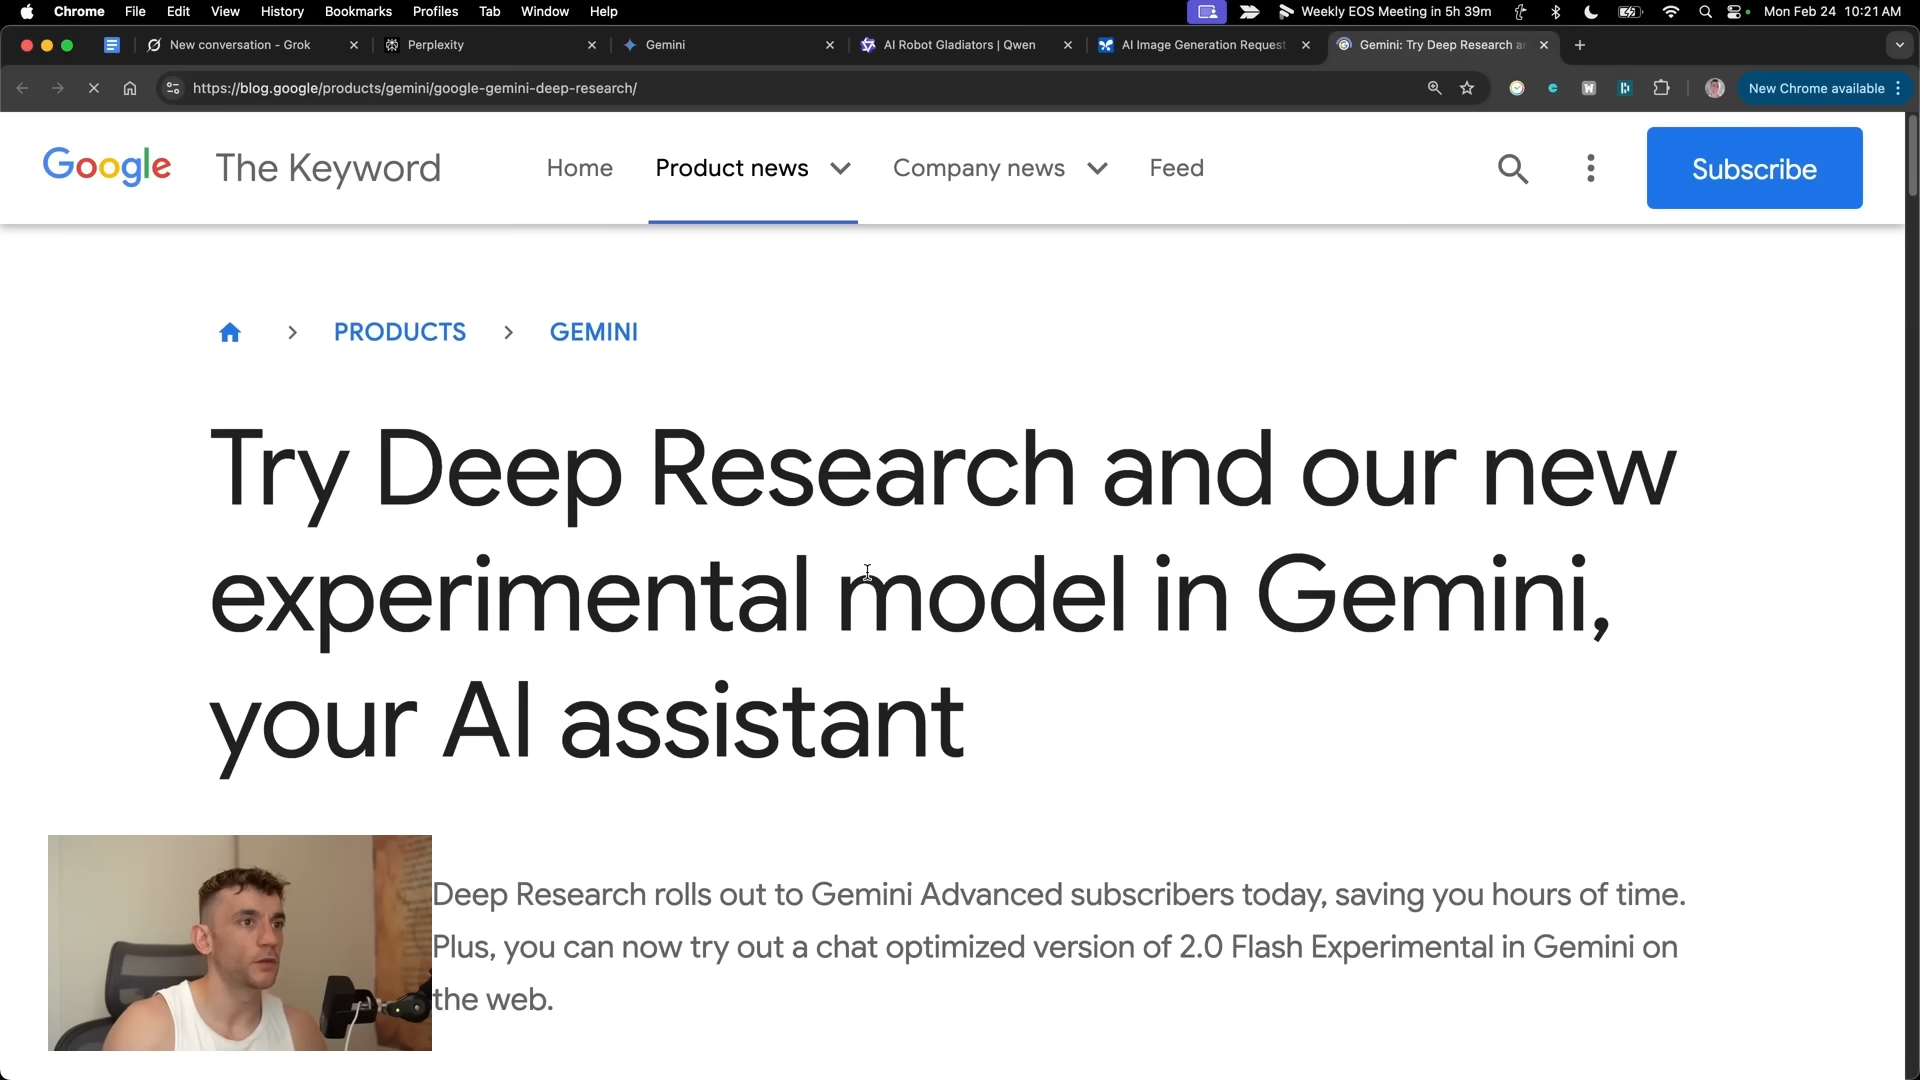 Chrome File Edit View History Bookmarks Profiles Tab Window Help Weekly EOS Meeting in 5h 39m Mon Feb 24 10:21 AM
New conversation - Grok Perplexity Gemini AI Robot Gladiators | Qwen AI Image Generation Request Gemini: Try Deep Research a
https://blog.google/products/gemini/google-gemini-deep-research/ New Chrome available
Google The Keyword Home Product news Company news Feed Subscribe
PRODUCTS GEMINI
Try Deep Research and our new
experimental model in Gemini,
your AI assistant
Deep Research rolls out to Gemini Advanced subscribers today, saving you hours of time.
Plus, you can now try out a chat optimized version of 2.0 Flash Experimental in Gemini on
the web.